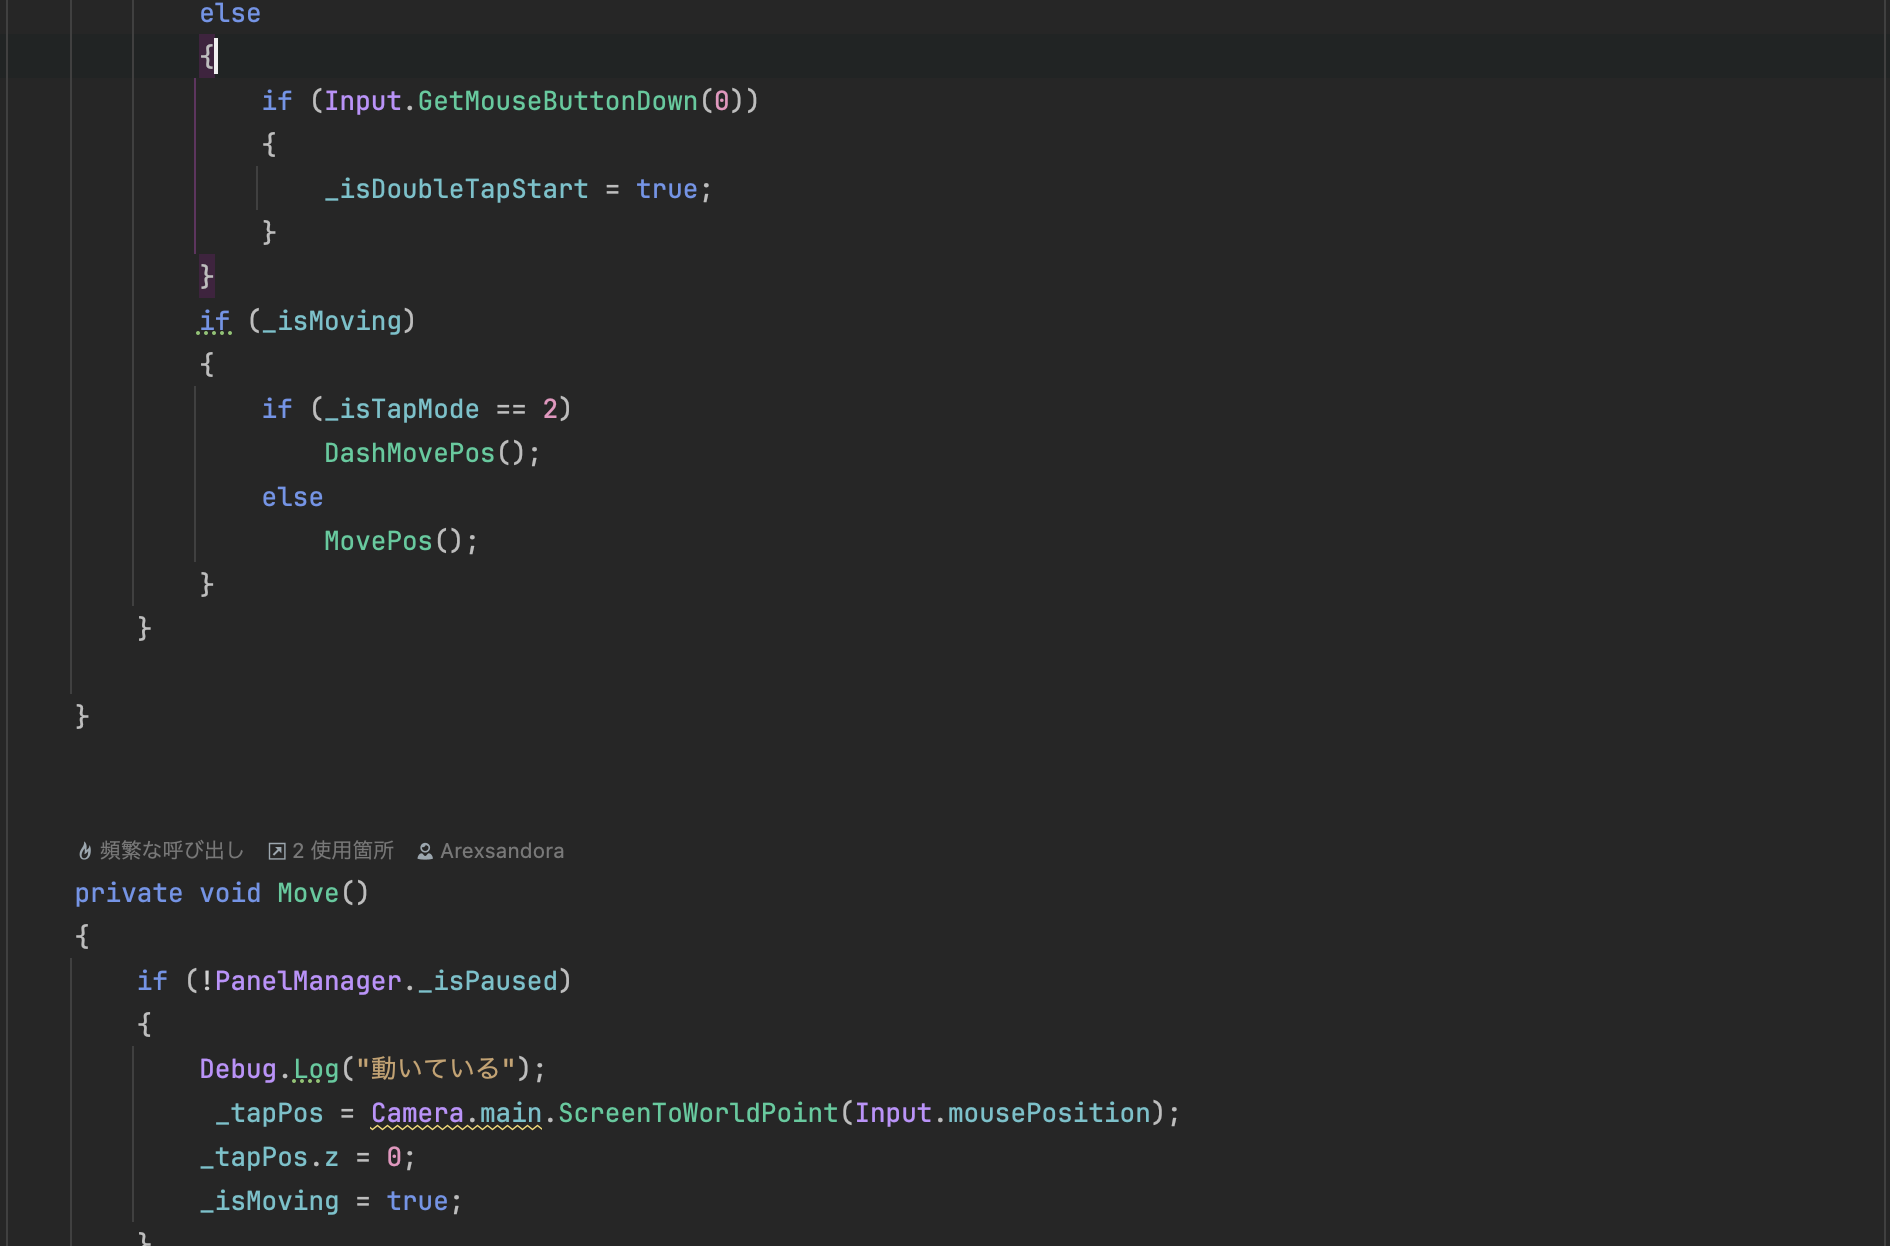 else
{
if (Input.GetMouseButtonDown(0))
{
_isDoubleTapStart = true;
}
}
if (_isMoving)
{
if (_isTapMode == 2)
DashMovePos();
else
MovePos();
}
}
}
頻繁な呼び出し 2 使用箇所 Arexsandora
private void Move()
{
if (!PanelManager._isPaused)
{
Debug.Log("動いている");
_tapPos = Camera.main.ScreenToWorldPoint(Input.mousePosition);
_tapPos.z = 0;
_isMoving = true;
}